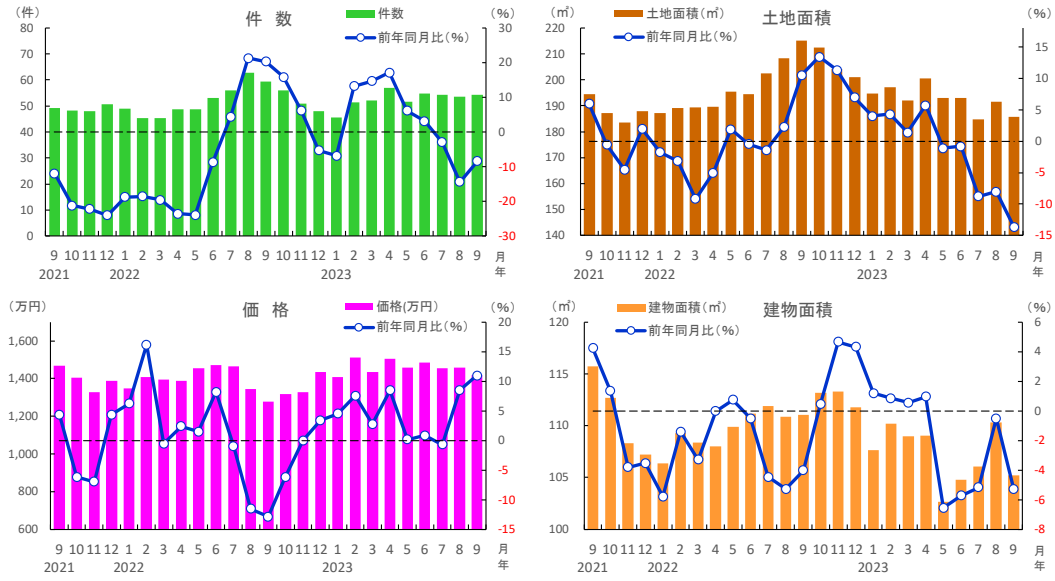 （件）
件 数
件数
前年同月比（%）
（%）
80
70
60
50
40
30
20
10
0
30
20
10
0
-10
-20
-30
9 10 11 12 1 2 3 4 5 6 7 8 9 10 11 12 1 2 3 4 5 6 7 8 9 月
2021 2022 2023 年
（㎡）
土地面積（㎡）
前年同月比（%）
土地面積
（%）
220
210
200
190
180
170
160
150
140
15
10
5
0
-5
-10
-15
9 10 11 12 1 2 3 4 5 6 7 8 9 10 11 12 1 2 3 4 5 6 7 8 9 月
2021 2022 2023 年
（万円）
価 格
価格(万円)
前年同月比（%）
（%）
1,600
1,400
1,200
1,000
800
600
20
15
10
5
0
-5
-10
-15
9 10 11 12 1 2 3 4 5 6 7 8 9 10 11 12 1 2 3 4 5 6 7 8 9 月
2021 2022 2023 年
（㎡）
建物面積（㎡）
前年同月比（%）
建物面積
（%）
120
115
110
105
100
6
4
2
0
-2
-4
-6
-8
9 10 11 12 1 2 3 4 5 6 7 8 9 10 11 12 1 2 3 4 5 6 7 8 9 月
2021 2022 2023 年